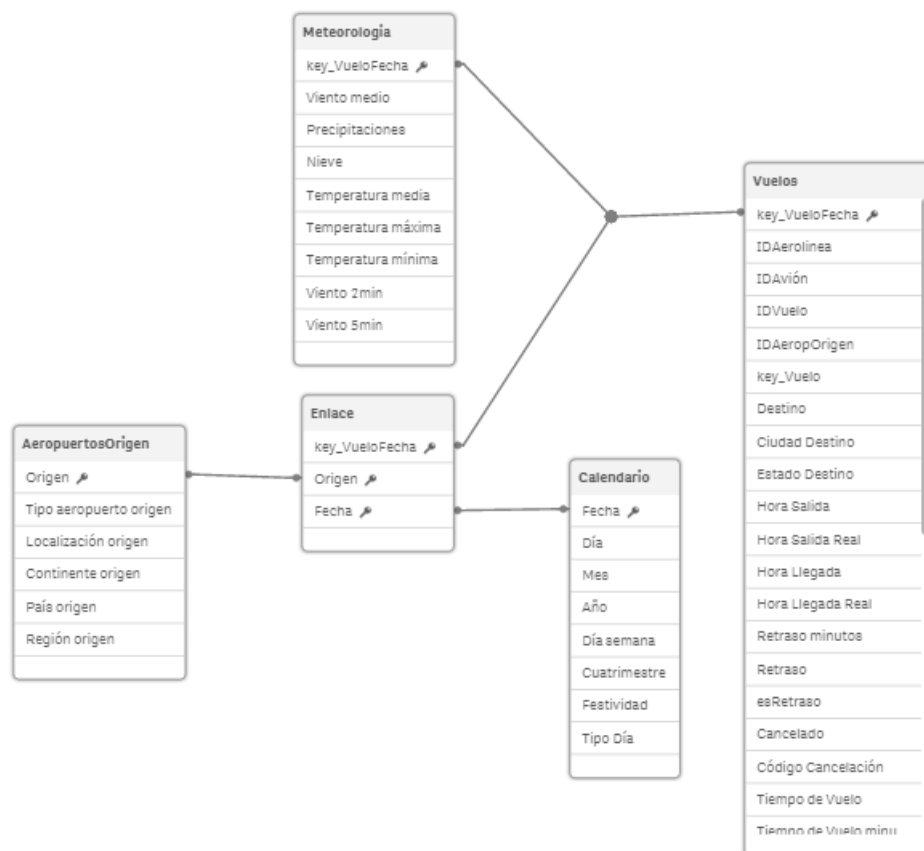 Meteorología
key_VueloFecha
Viento medio
Precipitaciones
Nieve
Temperatura media
Temperatura máxima
Temperatura mínima
Viento 2min
Viento 5min
AeropuertosOrigen
Origen
Tipo aeropuerto origen
Localización origen
Continente origen
País origen
Región origen
Enlace
key_VueloFecha
Origen
Fecha
Calendario
Fecha
Día
Mes
Año
Día semana
Cuatrimestre
Festividad
Tipo Día
Vuelos
key_VueloFecha
IDAerolinea
IDAvión
IDVuelo
IDAeropOrigen
key_Vuelo
Destino
Ciudad Destino
Estado Destino
Hora Salida
Hora Salida Real
Hora Llegada
Hora Llegada Real
Retraso minutos
Retraso
esRetraso
Cancelado
Código Cancelación
Tiempo de Vuelo
Tiempo de Vuelo minu